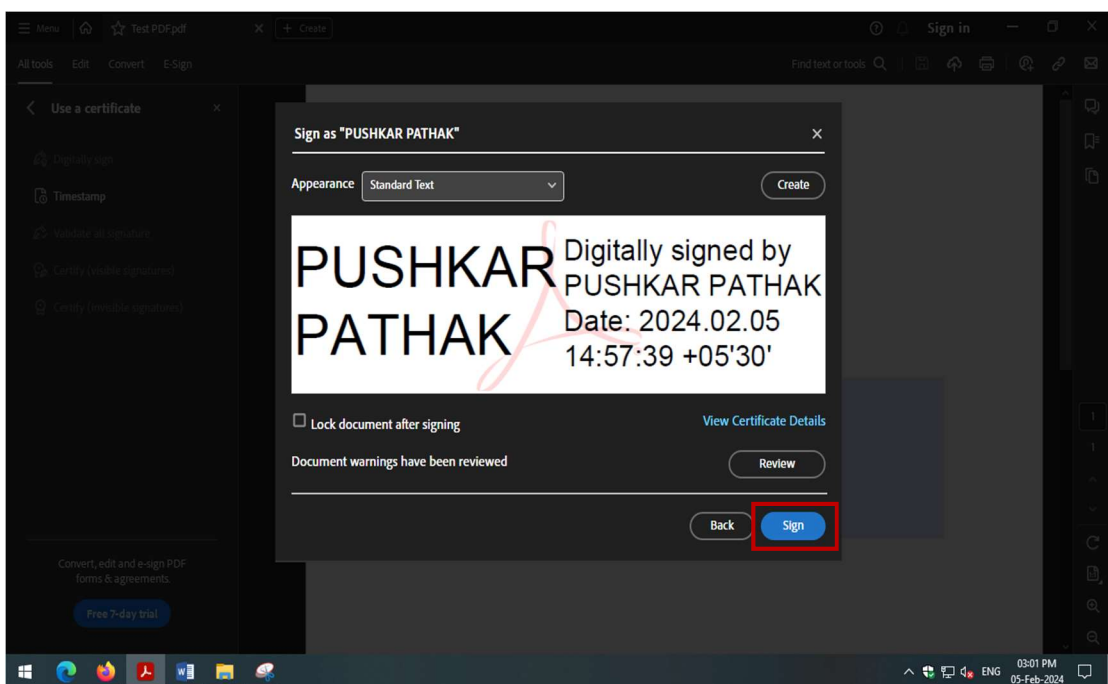 Menu
Test PDF.pdf
+ Create
Sign in
All tools Edit Convert E-Sign
Find text or tools
Use a certificate
Digitally sign
Timestamp
Validate all signature
Certify (visible signatures)
Certify (invisible signatures)
Convert, edit and e-sign PDF
forms & agreements.
Free 7-day trial
Sign as "PUSHKAR PATHAK"
Appearance Standard Text Create
PUSHKAR
PATHAK
Digitally signed by
PUSHKAR PATHAK
Date: 2024.02.05
14:57:39 +05'30'
Lock document after signing View Certificate Details
Document warnings have been reviewed Review
Back Sign
1
1
ENG
03:01 PM
05-Feb-2024